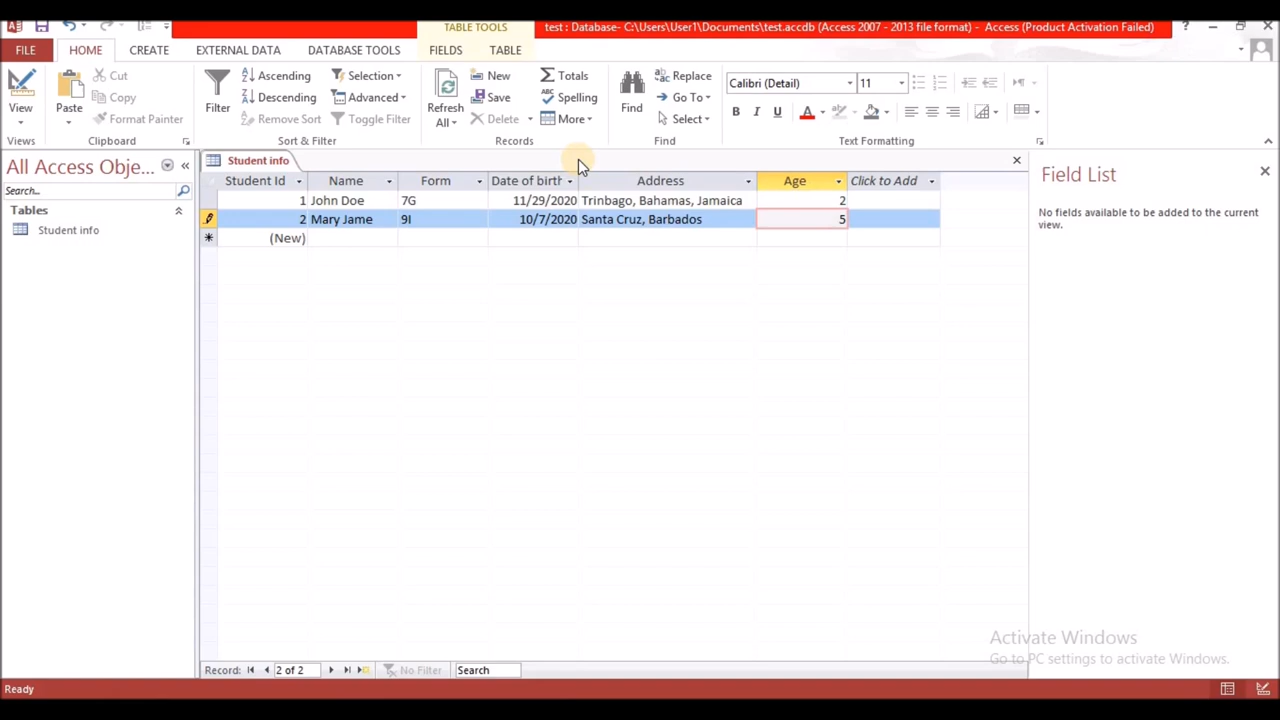 TABLE TOOLS
test : Database- C:\Users\User1\Documents\test.accdb (Access 2007 - 2013 file format) - Access (Product Activation Failed)
FILE HOME CREATE EXTERNAL DATA DATABASE TOOLS FIELDS TABLE
View
Paste
Cut
Copy
Format Painter
Filter
Ascending
Descending
Remove Sort
Selection
Advanced
Toggle Filter
Refresh
All
New
Save
Delete
Totals
Spelling
More
Find
Replace
Go To
Select
Calibri (Detail) 11
B I U A
Views Clipboard Sort & Filter Records Find Text Formatting
All Access Obje...
Search...
Tables
Student info
Student info
Student Id Name Form Date of birth Address Age Click to Add
1 John Doe 7G 11/29/2020 Trinbago, Bahamas, Jamaica 2
2 Mary Jame 9I 10/7/2020 Santa Cruz, Barbados 5
(New)
Field List
No fields available to be added to the current
view.
Activate Windows
Go to PC settings to activate Windows.
Record: 2 of 2 No Filter Search
Ready